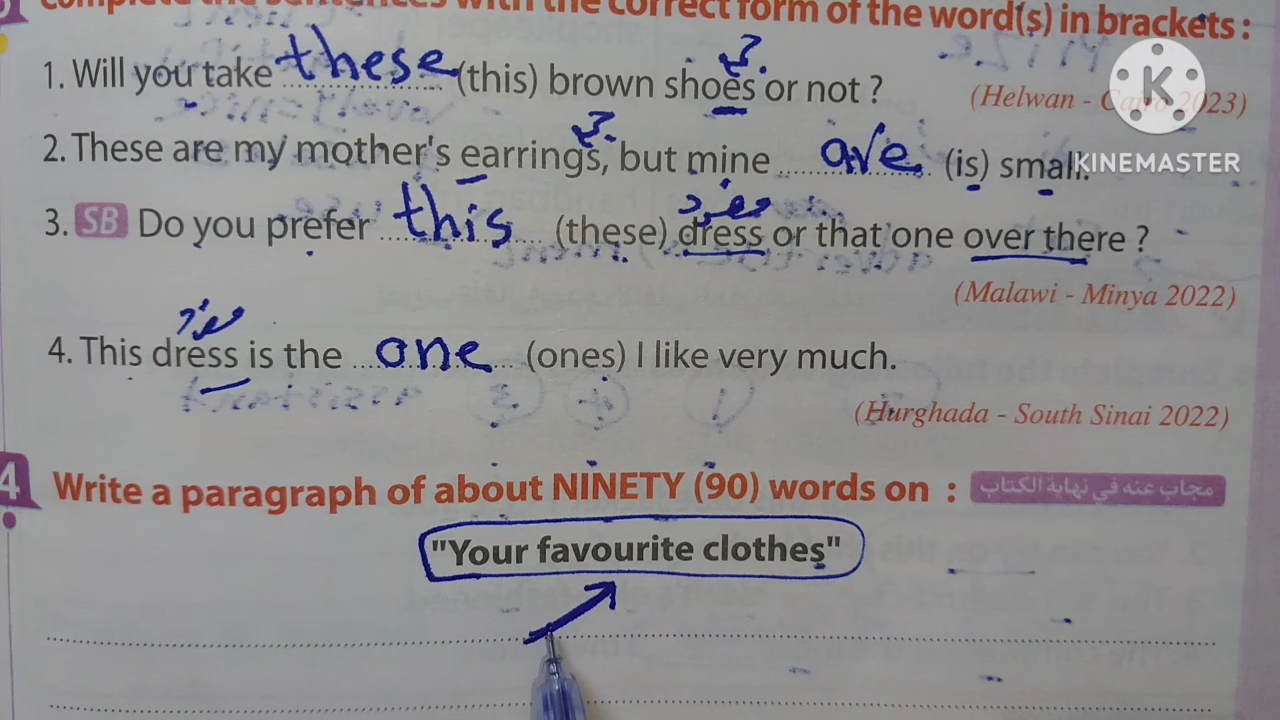 Complete the sentences with the correct form of the word(s) in brackets :
1. Will you take these (this) brown shoes or not ?
(Helwan - Cairo 2023)
2. These are my mother's earrings, but mine are (is) small.
KINEMASTER
3. SB Do you prefer this (these) dress or that one over there ?
(Malawi - Minya 2022)
مفرد
4. This dress is the one (ones) I like very much.
(Hurghada - South Sinai 2022)
4 Write a paragraph of about NINETY (90) words on : مجاب عنه في نهاية الكتاب
"Your favourite clothes"